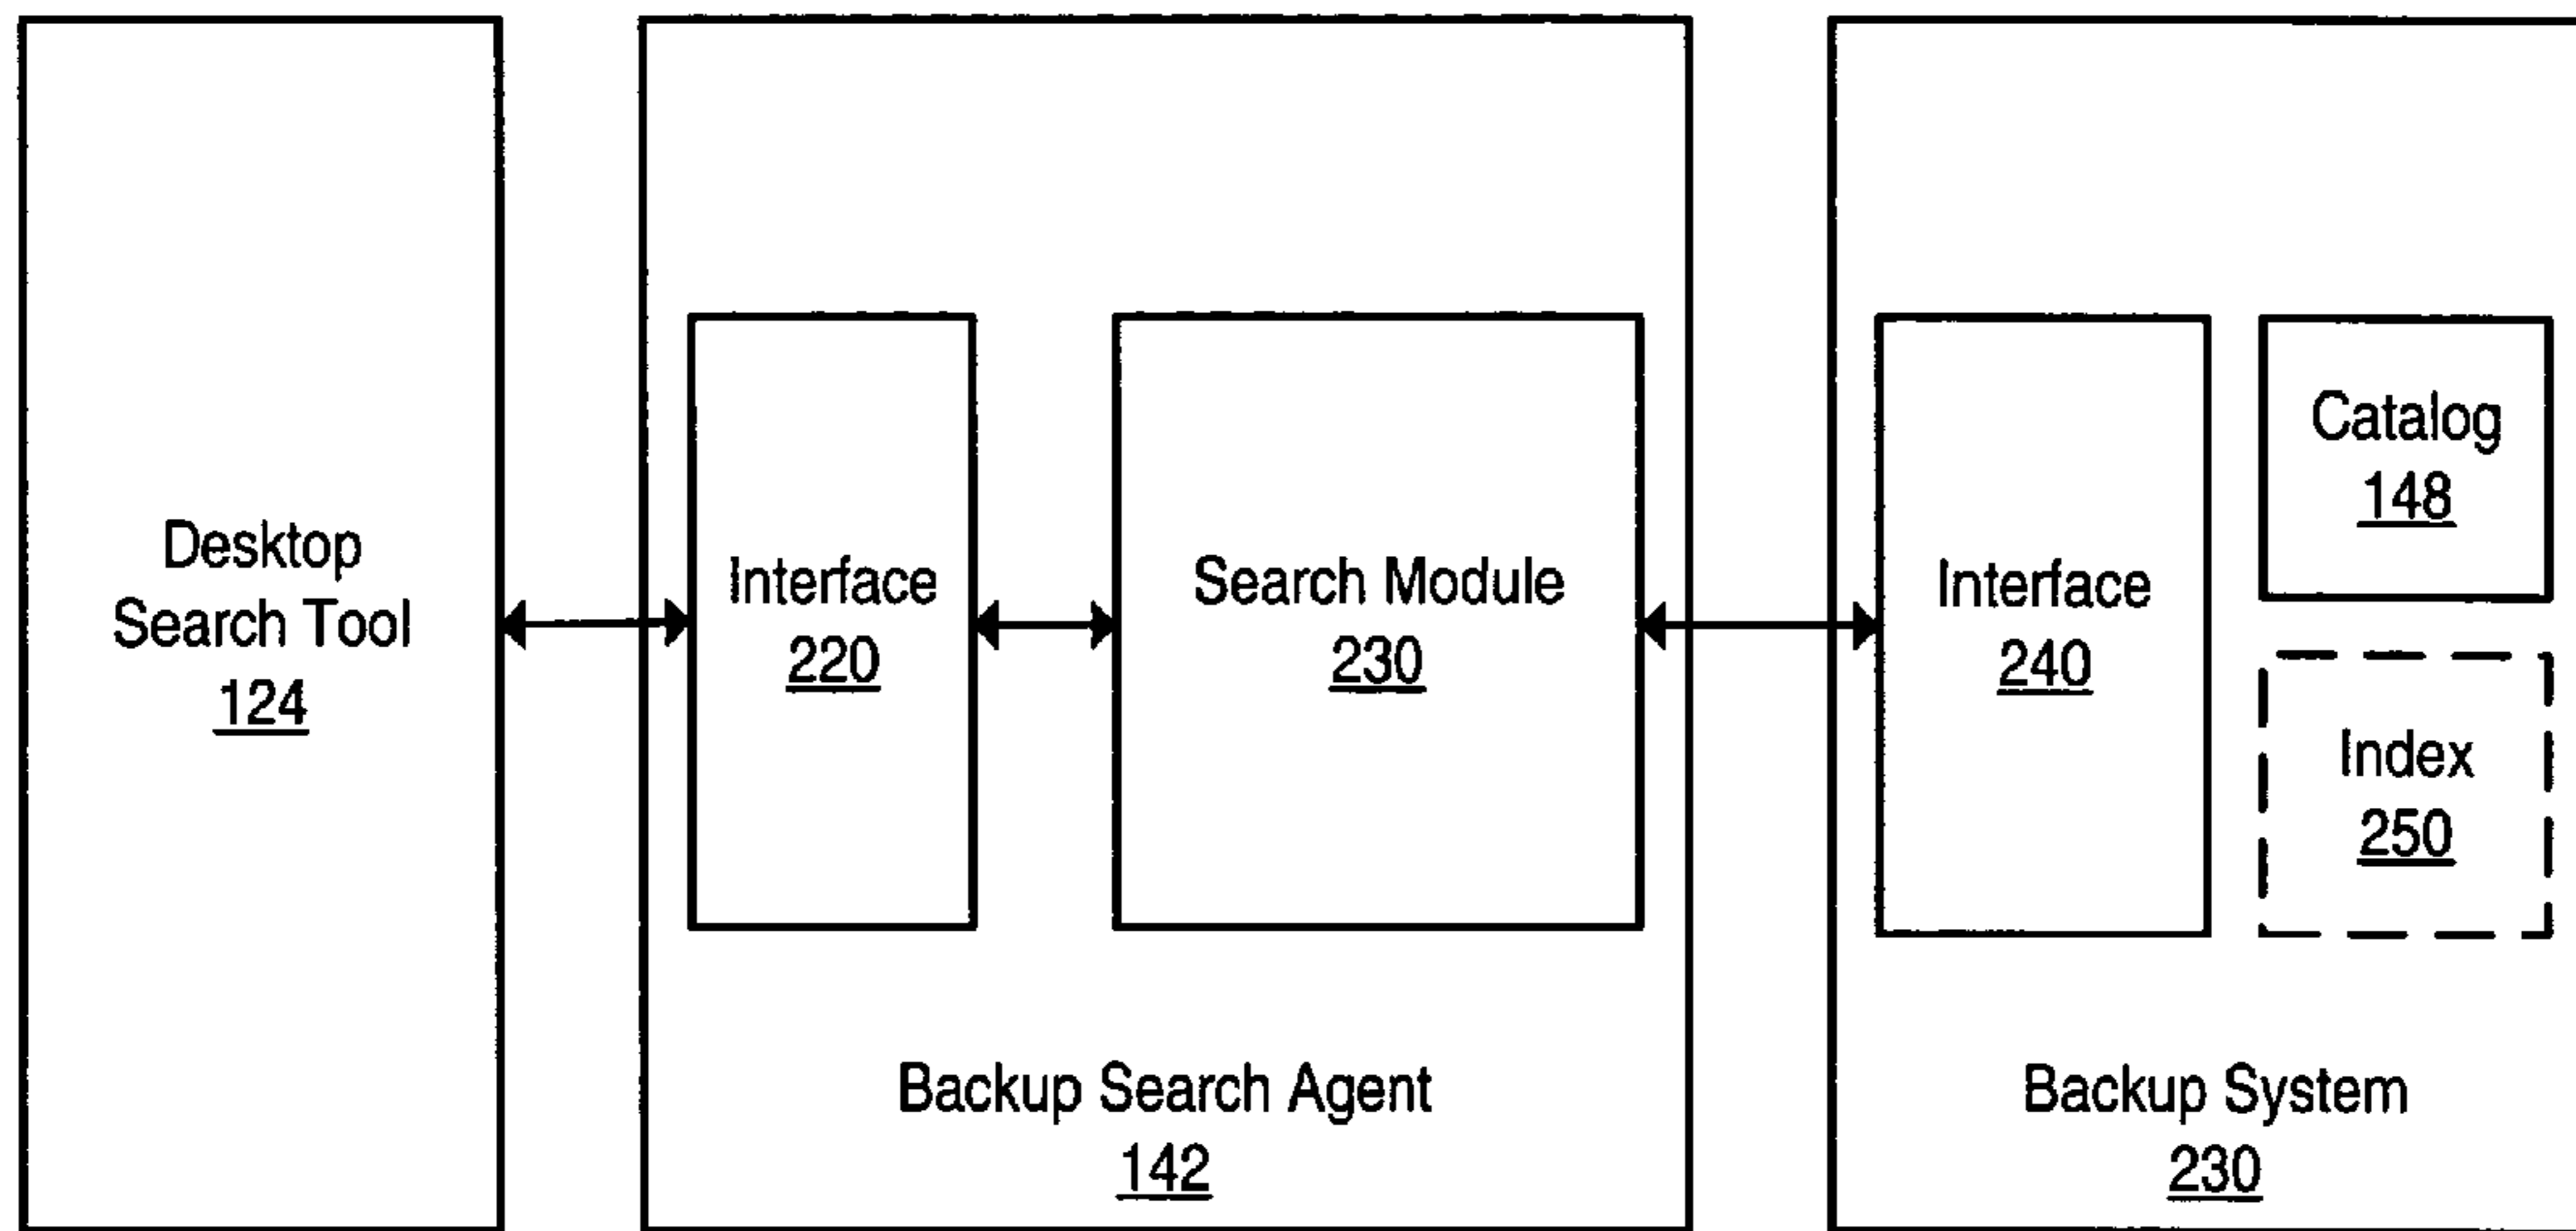 Desktop
Search Tool
124
Interface
220
Search Module
230
Backup Search Agent
142
Interface
240
Catalog
148
Index
250
Backup System
230